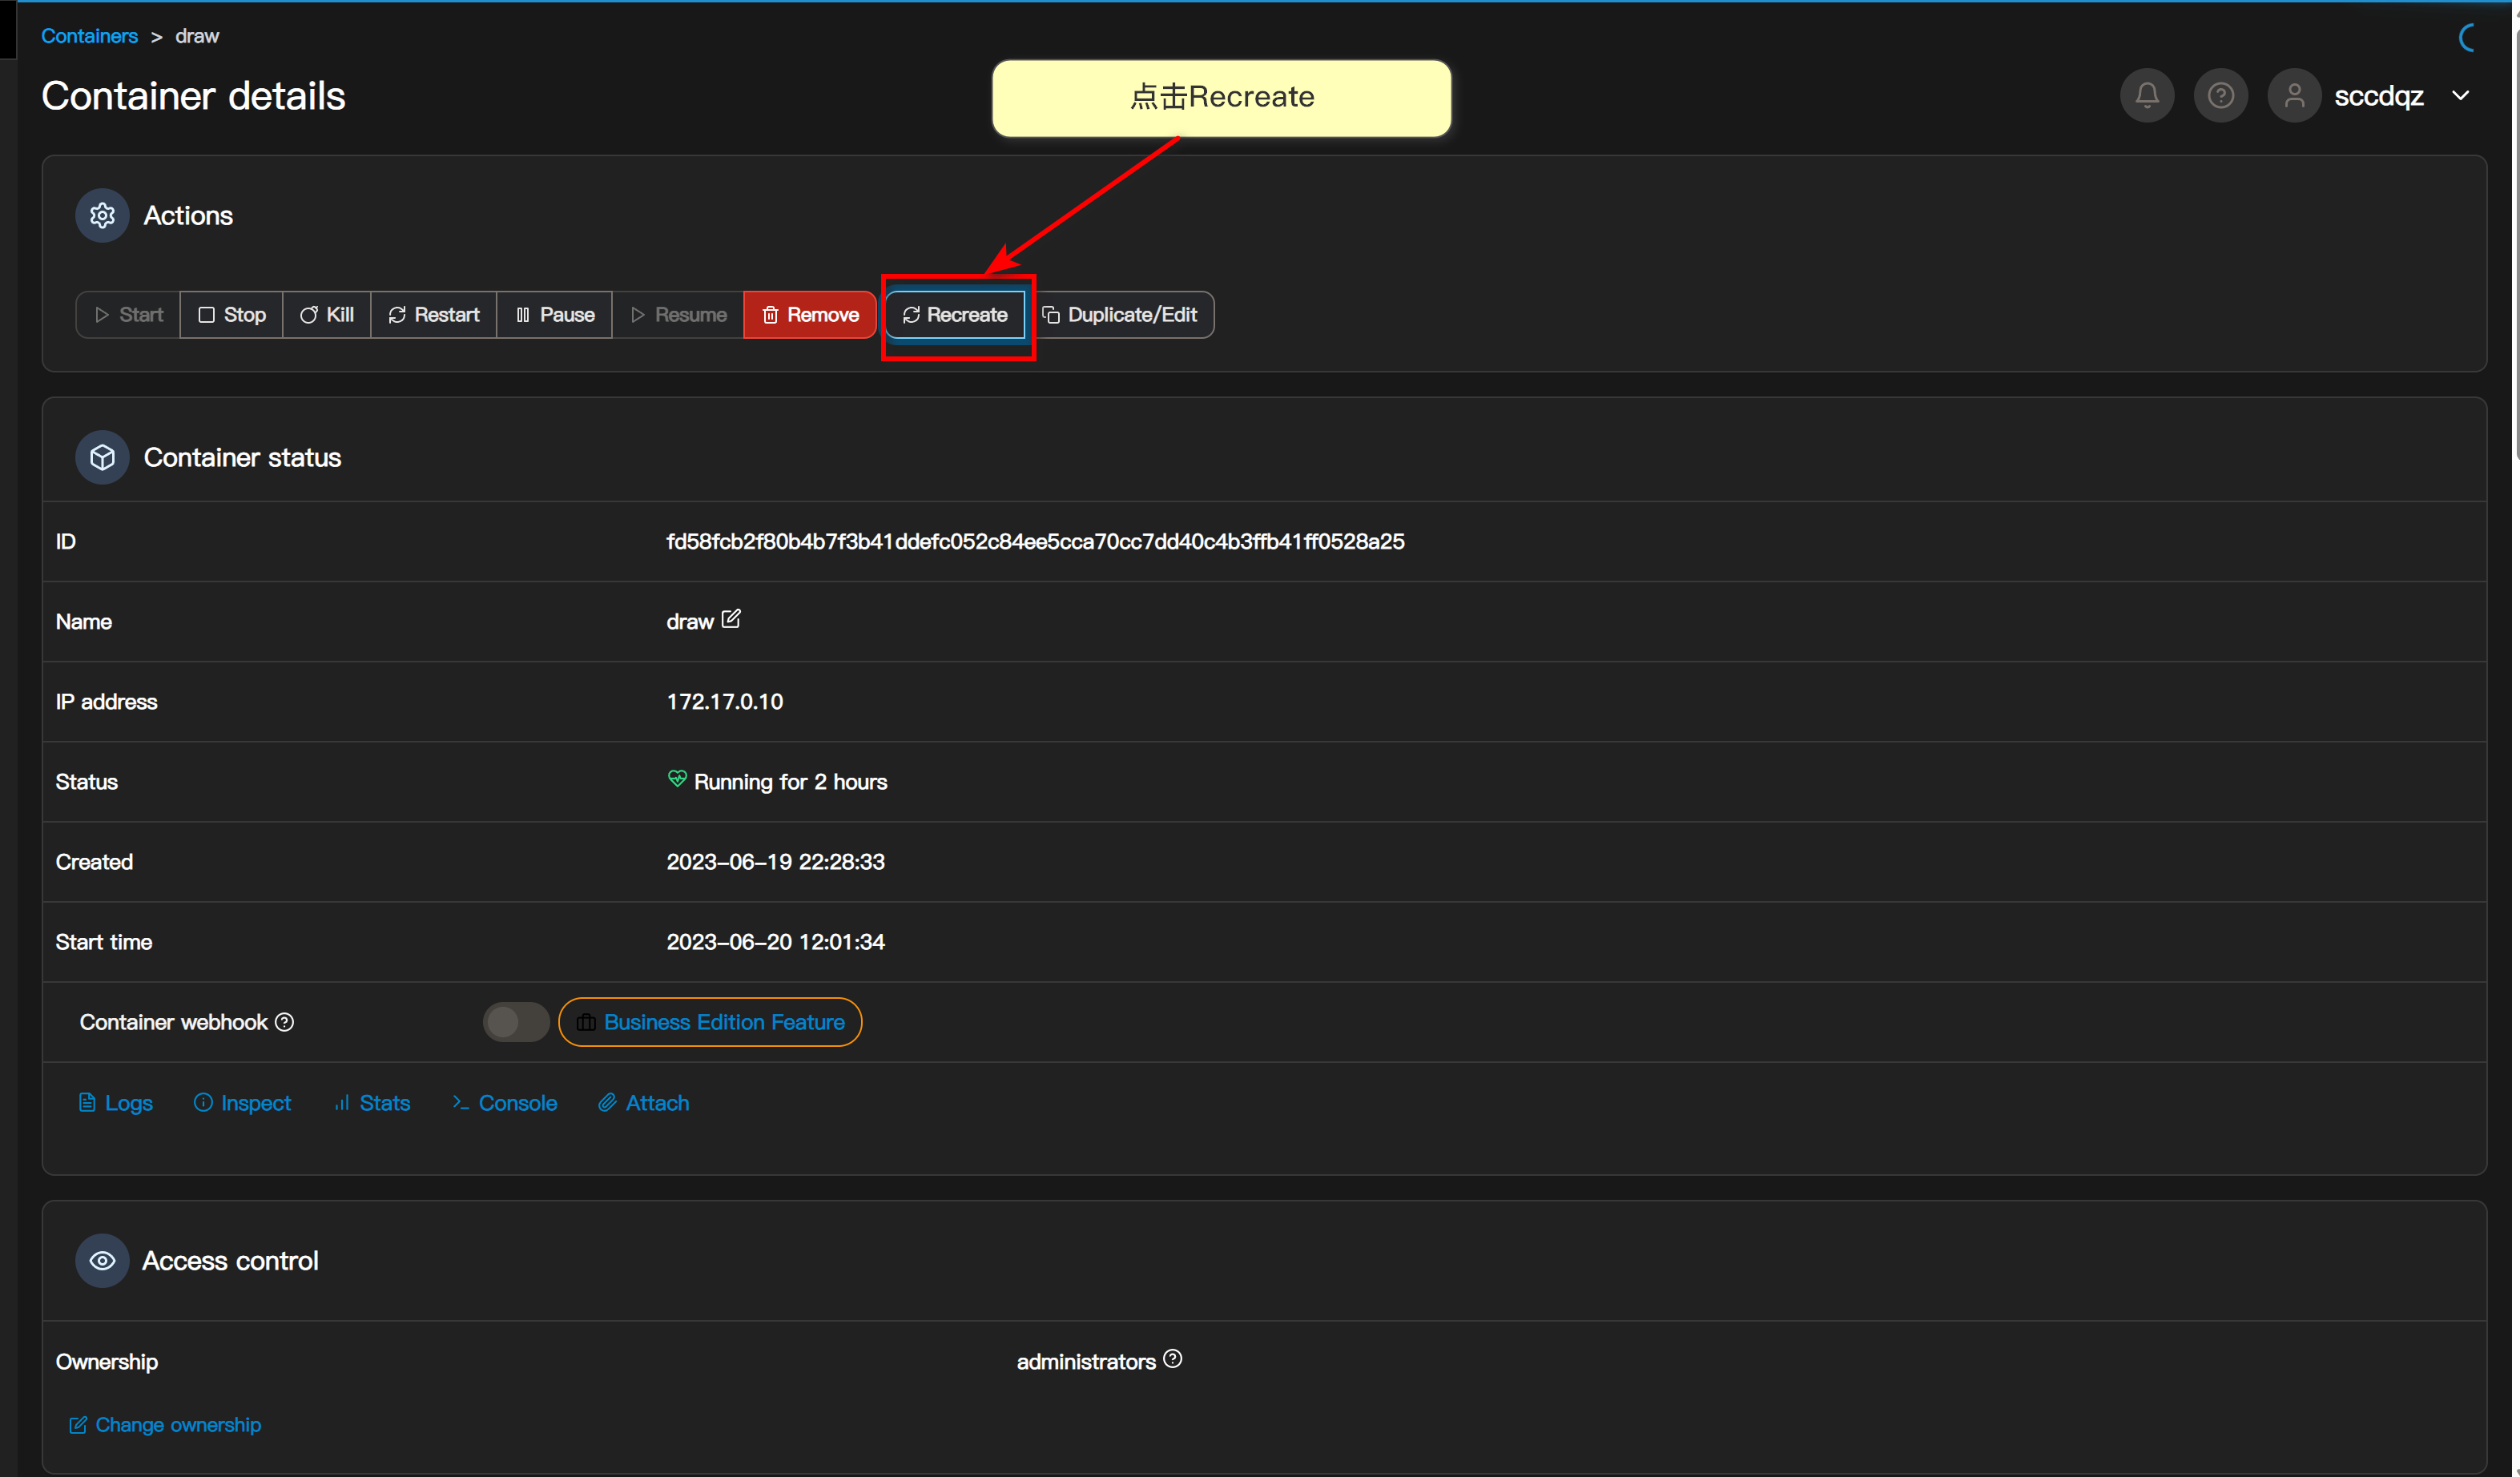 Containers > draw
Container details
点击Recreate
sccdqz
Actions
Start Stop Kill Restart Pause Resume Remove Recreate Duplicate/Edit
Container status
ID fd58fcb2f80b4b7f3b41ddefc052c84ee5cca70cc7dd40c4b3ffb41ff0528a25
Name draw
IP address 172.17.0.10
Status Running for 2 hours
Created 2023-06-19 22:28:33
Start time 2023-06-20 12:01:34
Container webhook Business Edition Feature
Logs Inspect Stats Console Attach
Access control
Ownership administrators
Change ownership